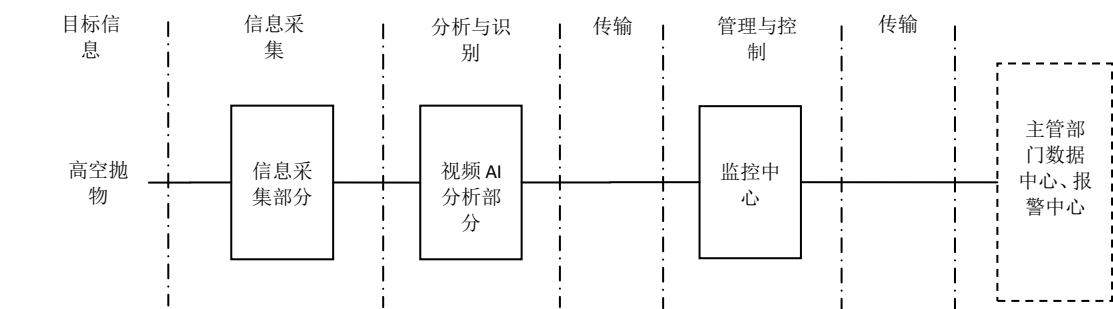 目标信
息
信息采
集
分析与识
别
传输
管理与控
制
传输
高空抛
物
信息采
集部分
视频 AI
分析部
分
监控中
心
主管部
门数据
中心、报
警中心